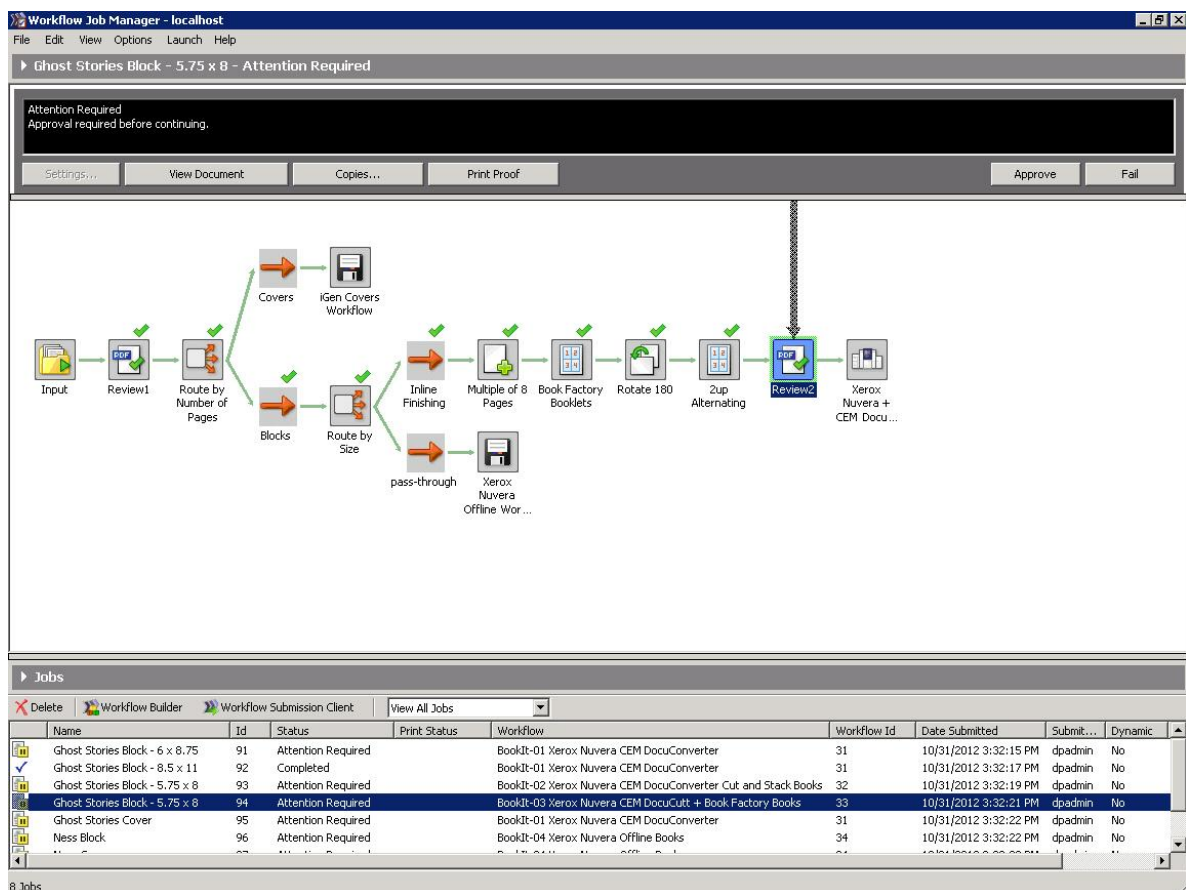 Workflow Job Manager - localhost
File Edit View Options Launch Help
Ghost Stories Block - 5.75 x 8 - Attention Required
Attention Required
Approval required before continuing.
Settings... View Document Copies... Print Proof Approve Fail
Covers
iGen Covers
Workflow
Input
Review1
Route by
Number of
Pages
Blocks
Route by
Size
Inline
Finishing
Multiple of 8
Pages
Book Factory
Booklets
Rotate 180
2up
Alternating
Review2
Xerox
Nuvera +
CEM Docu...
pass-through
Xerox
Nuvera
Offline Wor...
Jobs
Delete Workflow Builder Workflow Submission Client View All Jobs
Name Id Status Print Status Workflow Workflow Id Date Submitted Submit... Dynamic
Ghost Stories Block - 6 x 8.75 91 Attention Required BookIt-01 Xerox Nuvera CEM DocuConverter 31 10/31/2012 3:32:15 PM dpadmin No
Ghost Stories Block - 8.5 x 11 92 Completed BookIt-01 Xerox Nuvera CEM DocuConverter 31 10/31/2012 3:32:17 PM dpadmin No
Ghost Stories Block - 5.75 x 8 93 Attention Required BookIt-02 Xerox Nuvera CEM DocuConverter Cut and Stack Books 32 10/31/2012 3:32:19 PM dpadmin No
Ghost Stories Block - 5.75 x 8 94 Attention Required BookIt-03 Xerox Nuvera CEM DocuCutt + Book Factory Books 33 10/31/2012 3:32:21 PM dpadmin No
Ghost Stories Cover 95 Attention Required BookIt-01 Xerox Nuvera CEM DocuConverter 31 10/31/2012 3:32:22 PM dpadmin No
Ness Block 96 Attention Required BookIt-04 Xerox Nuvera Offline Books 34 10/31/2012 3:32:22 PM dpadmin No
8 Jobs